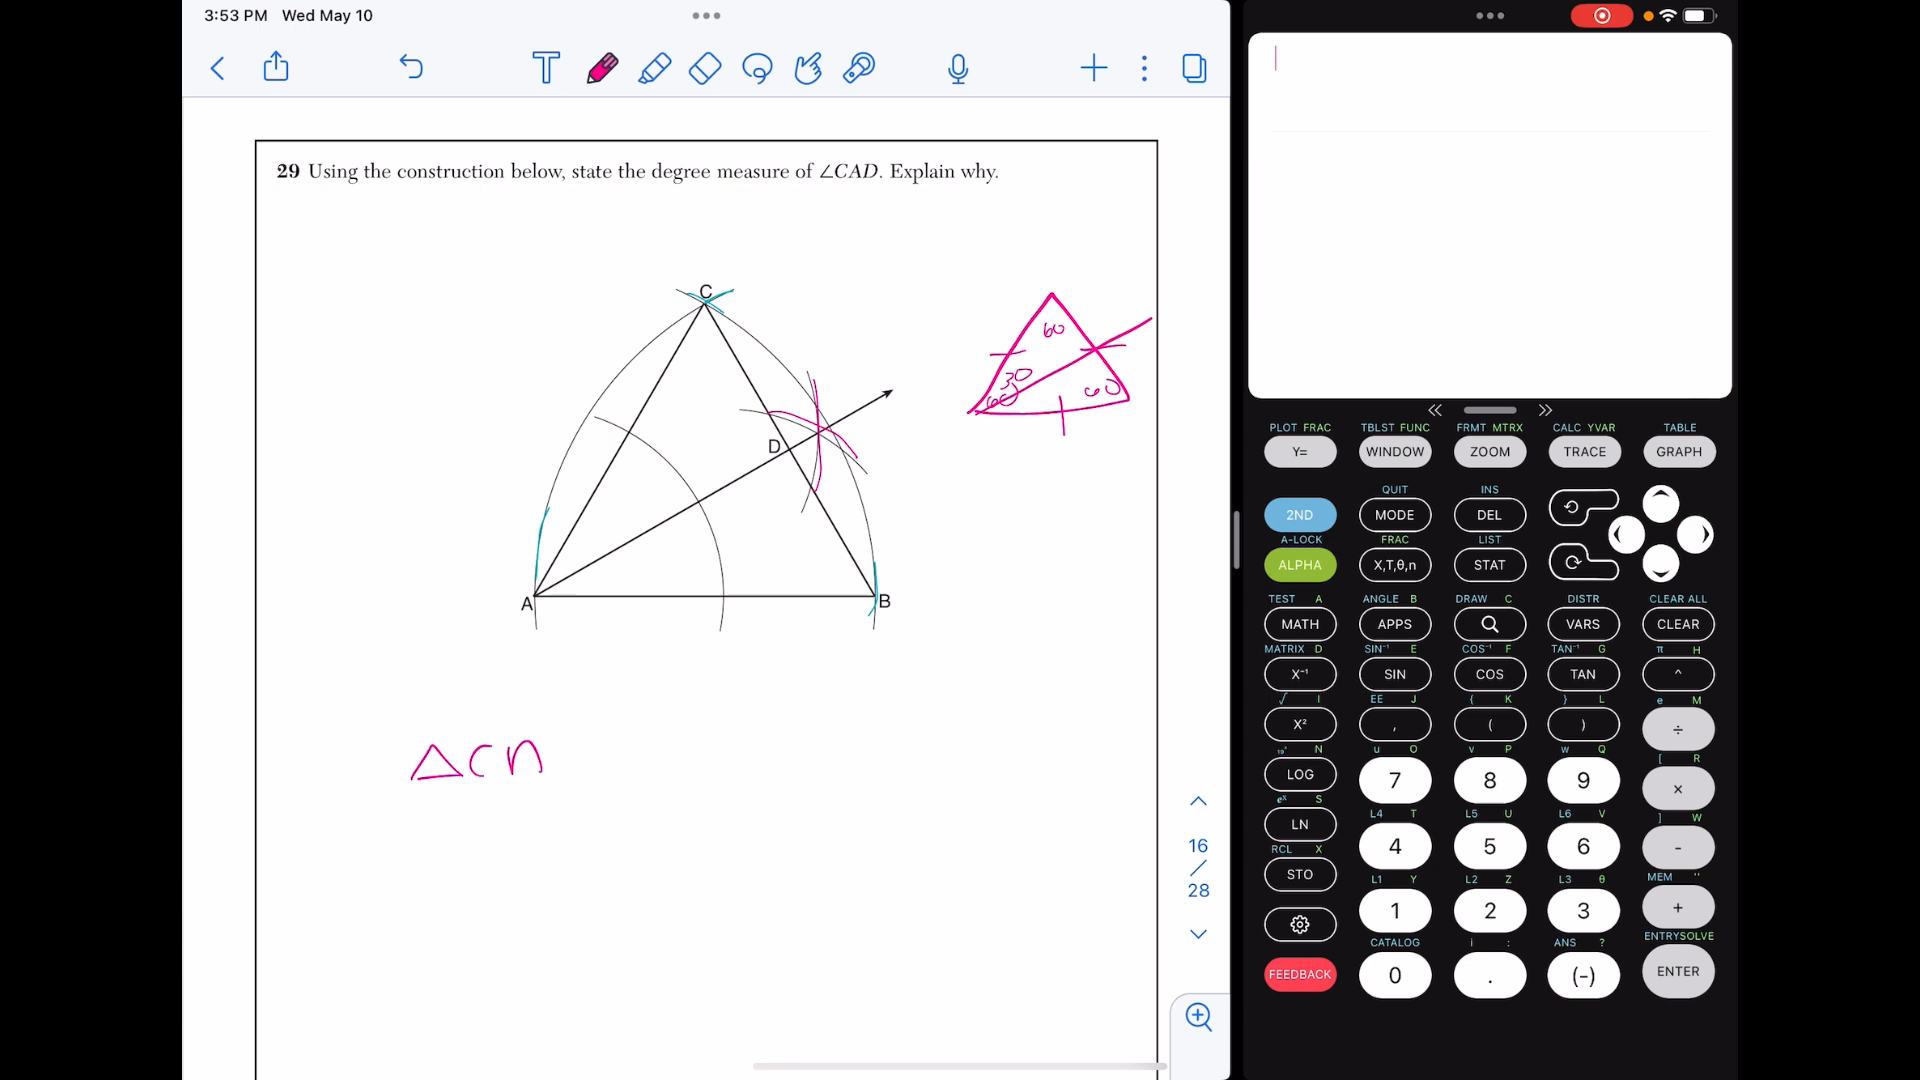 3:53 PM Wed May 10
29 Using the construction below, state the degree measure of ∠CAD. Explain why.
C
D
A
B
60
30
60
60
△CA
16
/
28
PLOT FRAC TBLST FUNC FRMT MTRX CALC YVAR TABLE
Y= WINDOW ZOOM TRACE GRAPH
QUIT INS
2ND MODE DEL
A-LOCK FRAC LIST
ALPHA X,T,θ,n STAT
TEST A ANGLE B DRAW C DISTR CLEAR ALL
MATH APPS VARS CLEAR
MATRIX D SIN⁻¹ E COS⁻¹ F TAN⁻¹ G π H
X⁻¹ SIN COS TAN ^
√ I EE J { K } L e M
X² , ( ) ÷
10ˣ N u O v P w Q [ R
LOG 7 8 9 ×
eˣ S L4 T L5 U L6 V ] W
LN 4 5 6 -
RCL X L1 Y L2 Z L3 θ MEM "
STO 1 2 3 +
CATALOG i : ANS ? ENTRY SOLVE
FEEDBACK 0 . (-) ENTER